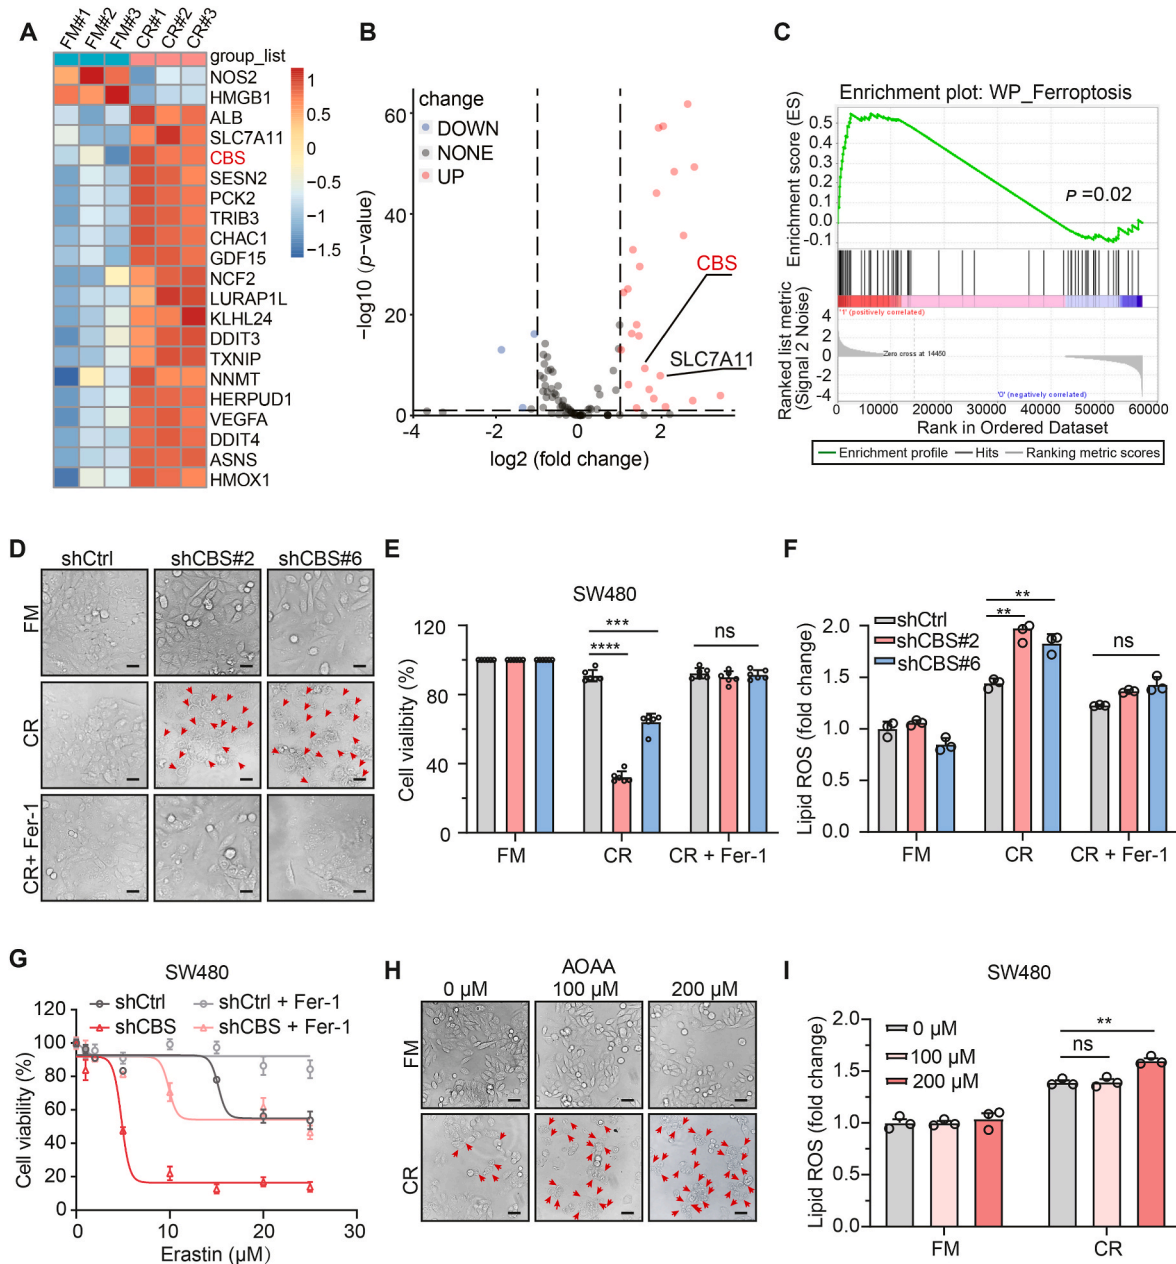 A
FM#1
FM#2
FM#3
CR#1
CR#2
CR#3
group_list
NOS2
HMGB1
ALB
SLC7A11
CBS
SESN2
PCK2
TRIB3
CHAC1
GDF15
NCF2
LURAP1L
KLHL24
DDIT3
TXNIP
NNMT
HERPUD1
VEGFA
DDIT4
ASNS
HMOX1
1
0.5
0
−0.5
−1
−1.5
B
change
DOWN
NONE
UP
CBS
SLC7A11
60
40
20
0
−4
−2
0
2
−log10 (p−value)
log2 (fold change)
C
Enrichment plot: WP_Ferroptosis
Enrichment score (ES)
0.5
0.4
0.3
0.2
0.1
0.0
-0.1
P =0.02
'1' (positively correlated)
Zero cross at 14450
'0' (negatively correlated)
Ranked list metric
(Signal 2 Noise)
4
2
0
-2
-4
0
10000
20000
30000
40000
50000
60000
Rank in Ordered Dataset
Enrichment profile
Hits
Ranking metric scores
D
shCtrl
shCBS#2
shCBS#6
FM
CR
CR+ Fer-1
E
SW480
Cell vialibity (%)
120
80
40
0
****
***
ns
FM
CR
CR + Fer-1
F
shCtrl
shCBS#2
shCBS#6
Lipid ROS (fold change)
2.0
1.5
1.0
0.5
0.0
**
**
ns
FM
CR
CR + Fer-1
G
SW480
shCtrl
shCtrl + Fer-1
shCBS
shCBS + Fer-1
Cell viability (%)
120
100
80
60
40
20
0
0
10
20
30
Erastin (μM)
H
AOAA
0 μM
100 μM
200 μM
FM
CR
I
SW480
0 μM
100 μM
200 μM
Lipid ROS (fold change)
2.0
1.5
1.0
0.5
0.0
ns
**
FM
CR